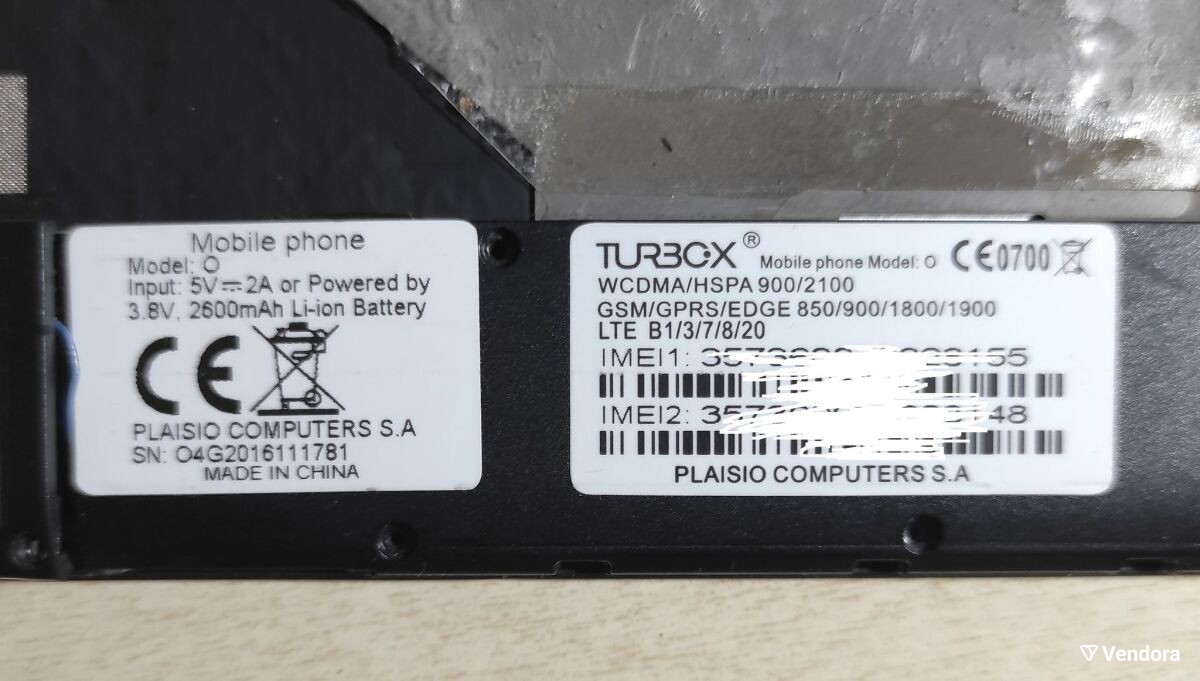 Mobile phone
Model: O
Input: 5V⎓2A or Powered by
3.8V, 2600mAh Li-ion Battery
CE
PLAISIO COMPUTERS S.A
SN: O4G2016111781
MADE IN CHINA
TURBOX® Mobile phone Model: O CE0700
WCDMA/HSPA 900/2100
GSM/GPRS/EDGE 850/900/1800/1900
LTE B1/3/7/8/20
IMEI1:
IMEI2:
PLAISIO COMPUTERS S.A
Vendora